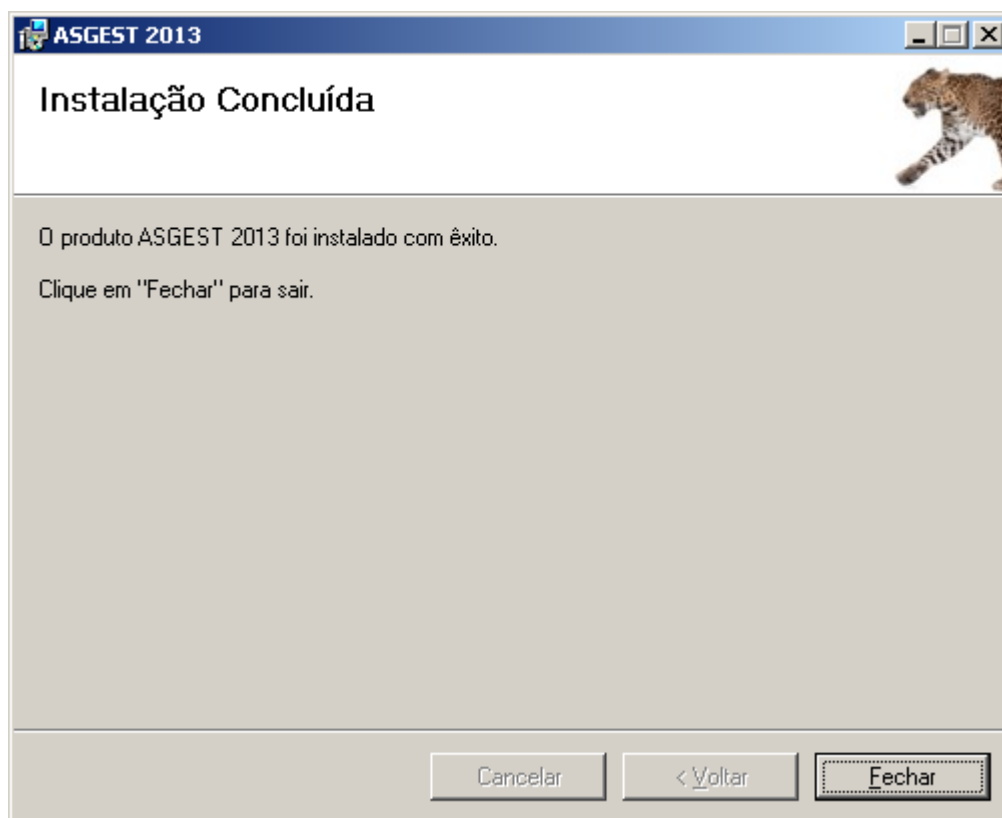 ASGEST 2013
Instalação Concluída
O produto ASGEST 2013 foi instalado com êxito.
Clique em "Fechar" para sair.
Cancelar
< Voltar
Fechar